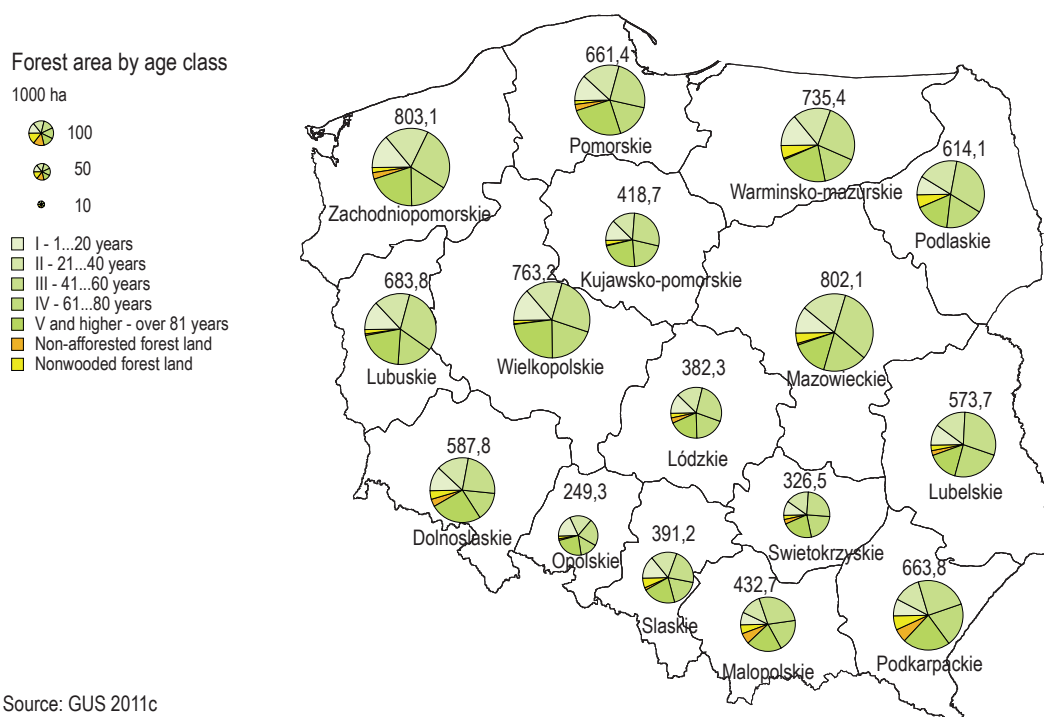 Forest area by age class
1000 ha
100
50
10
I - 1...20 years
II - 21...40 years
III - 41...60 years
IV - 61...80 years
V and higher - over 81 years
Non-afforested forest land
Nonwooded forest land
661,4
Pomorskie
735,4
Warminsko-mazurskie
803,1
Zachodniopomorskie
614,1
Podlaskie
418,7
Kujawsko-pomorskie
683,8
Lubuskie
763,2
Wielkopolskie
802,1
Mazowieckie
382,3
Lódzkie
573,7
Lubelskie
587,8
Dolnoslaskie
249,3
Opolskie
391,2
Slaskie
326,5
Swietokrzyskie
432,7
Malopolskie
663,8
Podkarpackie
Source: GUS 2011c